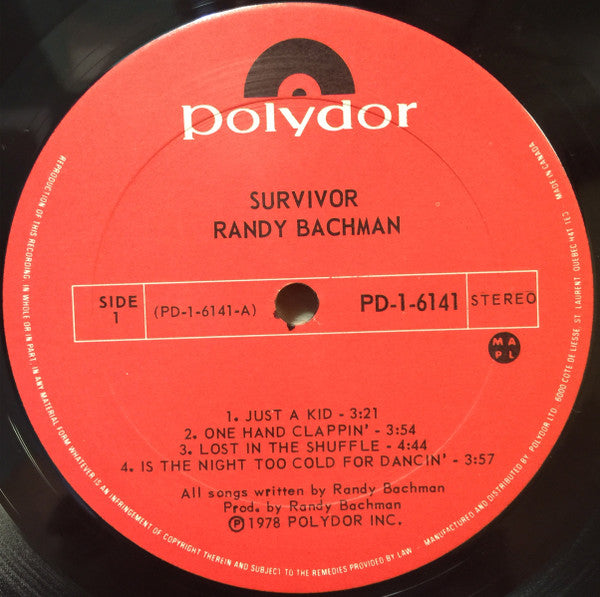 polydor
SURVIVOR
RANDY BACHMAN
SIDE 1
(PD-1-6141-A)
PD-1-6141
STEREO
M A
P L
1. JUST A KID - 3:21
2. ONE HAND CLAPPIN' - 3:54
3. LOST IN THE SHUFFLE - 4:44
4. IS THE NIGHT TOO COLD FOR DANCIN' - 3:57
All songs written by Randy Bachman
Prod. by Randy Bachman
Ⓟ 1978 POLYDOR INC.
REPRODUCTION OF THIS RECORDING IN WHOLE OR IN PART, IN ANY MATERIAL FORM WHATEVER IS AN INFRINGEMENT OF COPYRIGHT THEREIN AND SUBJECT TO THE REMEDIES PROVIDED BY LAW - MANUFACTURED AND DISTRIBUTED BY POLYDOR LTD. 6000 COTE DE LIESSE ST. LAURENT QUEBEC H4T 1E3 MADE IN CANADA